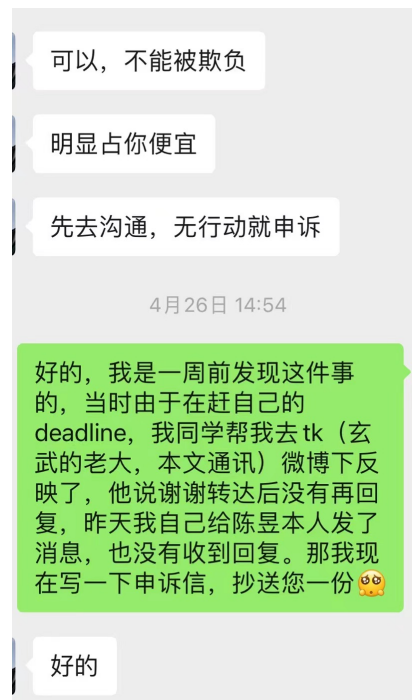 可以，不能被欺负
明显占你便宜
先去沟通，无行动就申诉
4月26日 14:54
好的，我是一周前发现这件事
的，当时由于在赶自己的
deadline，我同学帮我去tk（玄
武的老大，本文通讯）微博下反
映了，他说谢谢转达后没有再回
复，昨天我自己给陈昱本人发了
消息，也没有收到回复。那我现
在写一下申诉信，抄送您一份🥺
好的